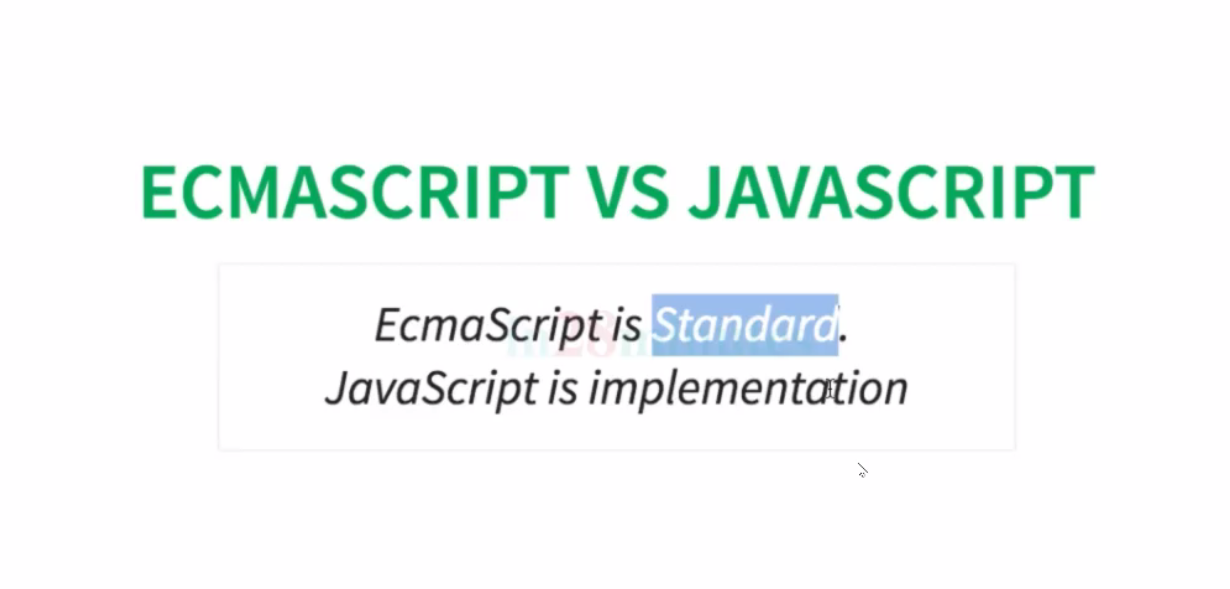 ECMASCRIPT VS JAVASCRIPT
EcmaScript is Standard.
JavaScript is implementation